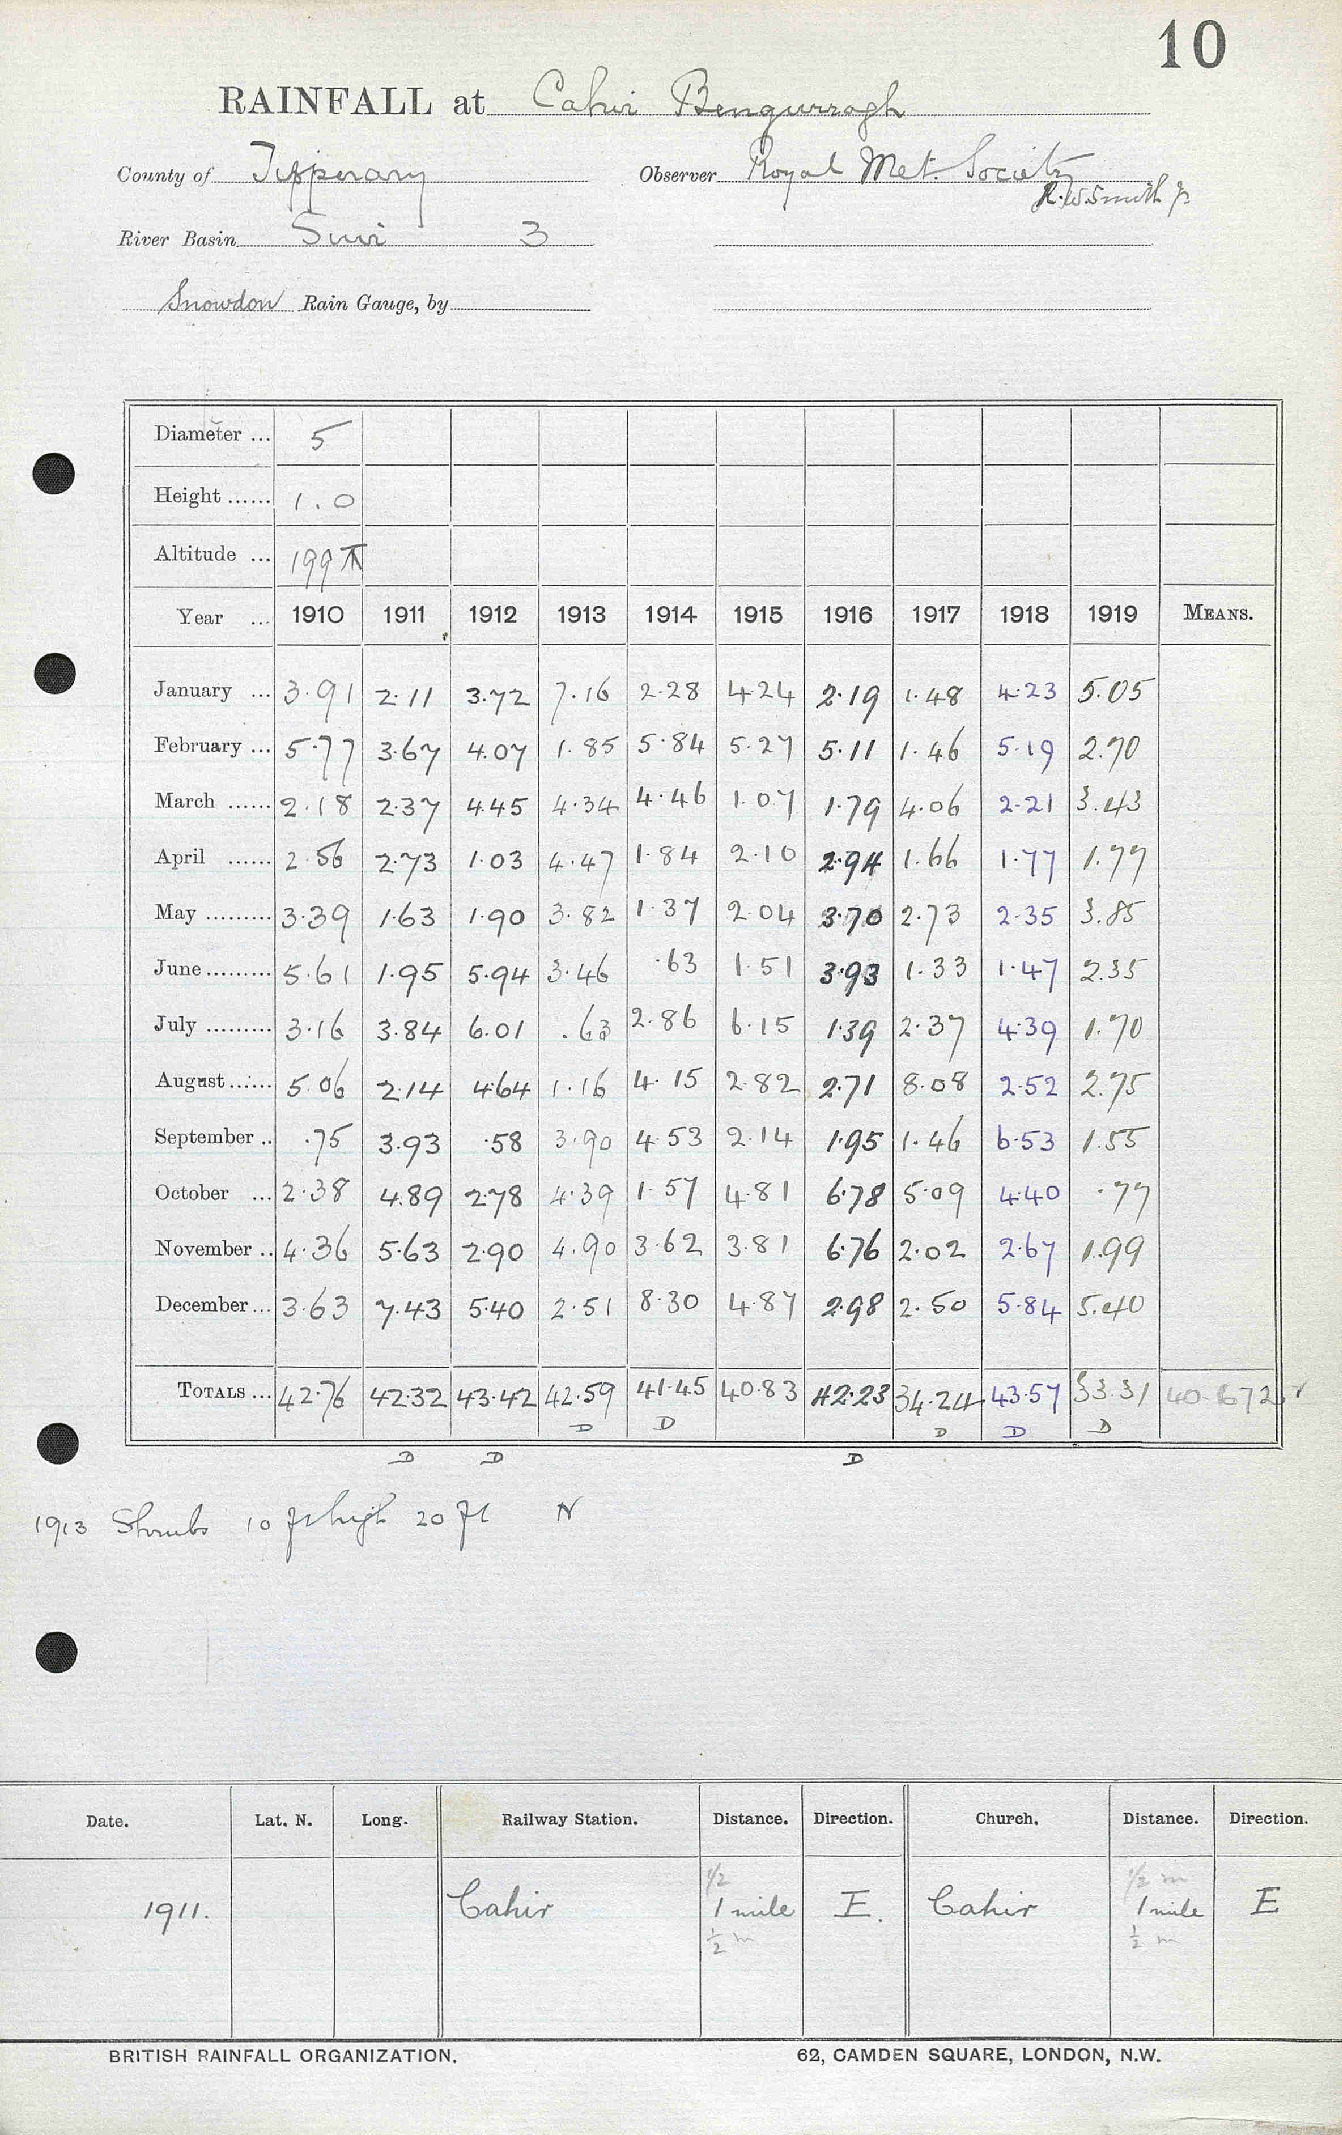 10
RAINFALL at Cahir Bengurragh
County of Tipperary Observer Royal Met. Society
R.W. Smith Jr
River Basin Suir 3
Snowdon Rain Gauge, by
Diameter ... 5
Height ...... 1.0
Altitude ... 199
Year ... 1910 1911 1912 1913 1914 1915 1916 1917 1918 1919 MEANS.
January ... 3.91 2.11 3.72 7.16 2.28 4.24 2.19 1.48 4.23 5.05
February ... 5.77 3.67 4.07 1.85 5.84 5.27 5.11 1.46 5.19 2.70
March ...... 2.18 2.37 4.45 4.34 4.46 1.07 1.79 4.06 2.21 3.43
April ...... 2.56 2.73 1.03 4.47 1.84 2.10 2.94 1.66 1.77 1.77
May ......... 3.39 1.63 1.90 3.82 1.37 2.04 3.70 2.73 2.35 3.85
June ......... 5.61 1.95 5.94 3.46 .63 1.51 3.93 1.33 1.47 2.35
July ......... 3.16 3.84 6.01 .63 2.86 6.15 1.39 2.37 4.39 1.70
August ...... 5.06 2.14 4.64 1.16 4.15 2.82 2.71 8.08 2.52 2.75
September .. .75 3.93 .58 3.90 4.53 2.14 1.95 1.46 6.53 1.55
October ... 2.38 4.89 2.78 4.39 1.57 4.81 6.78 5.09 4.40 .77
November .. 4.36 5.63 2.90 4.90 3.62 3.81 6.76 2.02 2.67 1.99
December ... 3.63 7.43 5.40 2.51 8.30 4.87 2.98 2.50 5.84 5.40
TOTALS ... 42.76 42.32 43.42 42.59 41.45 40.83 42.23 34.24 43.57 33.31 40.672
D D D D D
D D D
1913 Shrubs 10 ft high 20 ft N
Date. Lat. N. Long. Railway Station. Distance. Direction. Church. Distance. Direction.
1/2 1/2 m
1911. Cahir 1 mile E. Cahir 1 mile E
1/2 m 1/2 m
BRITISH RAINFALL ORGANIZATION. 62, CAMDEN SQUARE, LONDON, N.W.